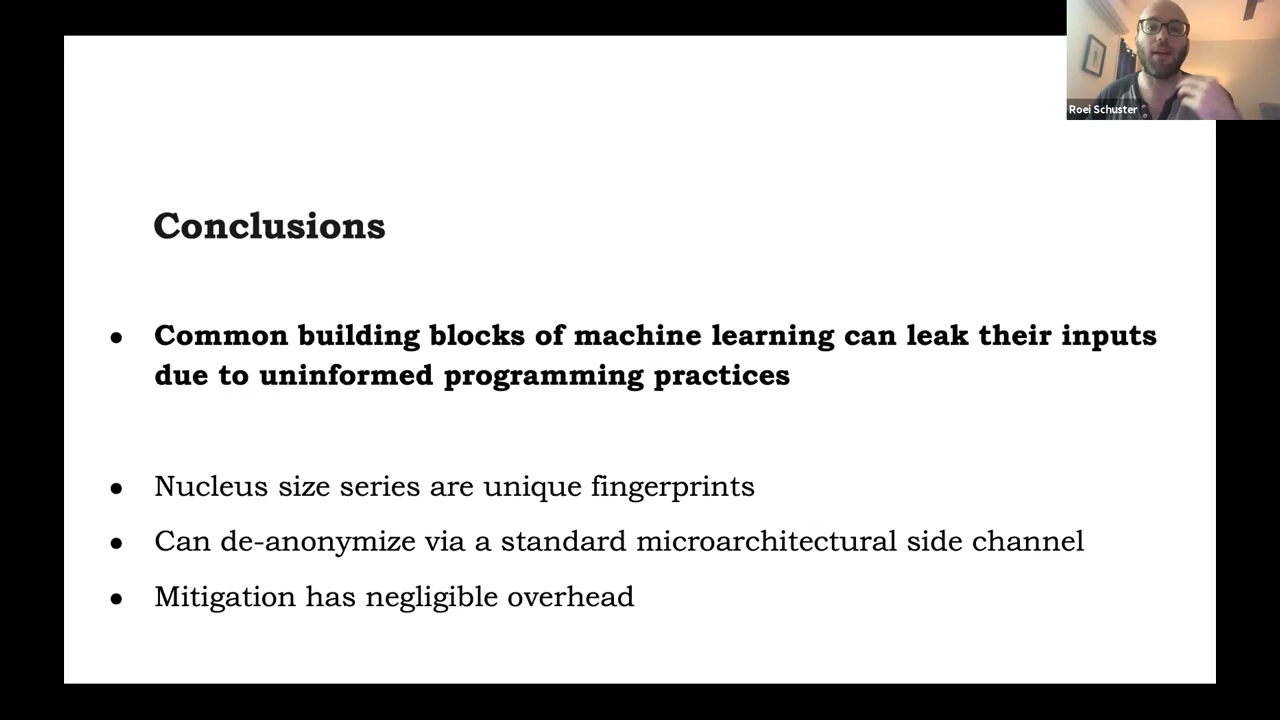 Roei Schuster
Conclusions
● Common building blocks of machine learning can leak their inputs
due to uninformed programming practices
● Nucleus size series are unique fingerprints
● Can de-anonymize via a standard microarchitectural side channel
● Mitigation has negligible overhead